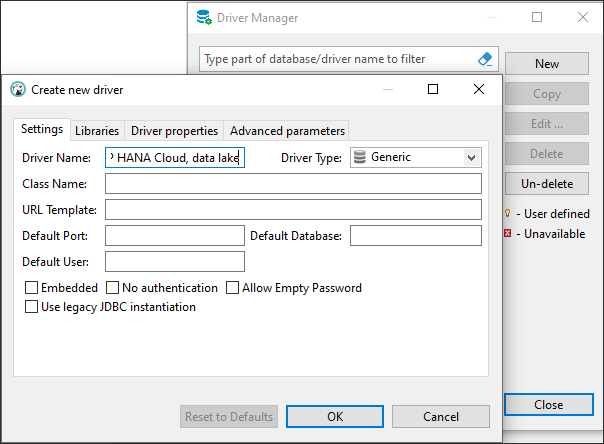 Driver Manager
Type part of database/driver name to filter
New
Copy
Edit ...
Delete
Un-delete
- User defined
- Unavailable
Close
Create new driver
Settings Libraries Driver properties Advanced parameters
Driver Name: HANA Cloud, data lake Driver Type: Generic
Class Name:
URL Template:
Default Port: Default Database:
Default User:
Embedded No authentication Allow Empty Password
Use legacy JDBC instantiation
Reset to Defaults OK Cancel